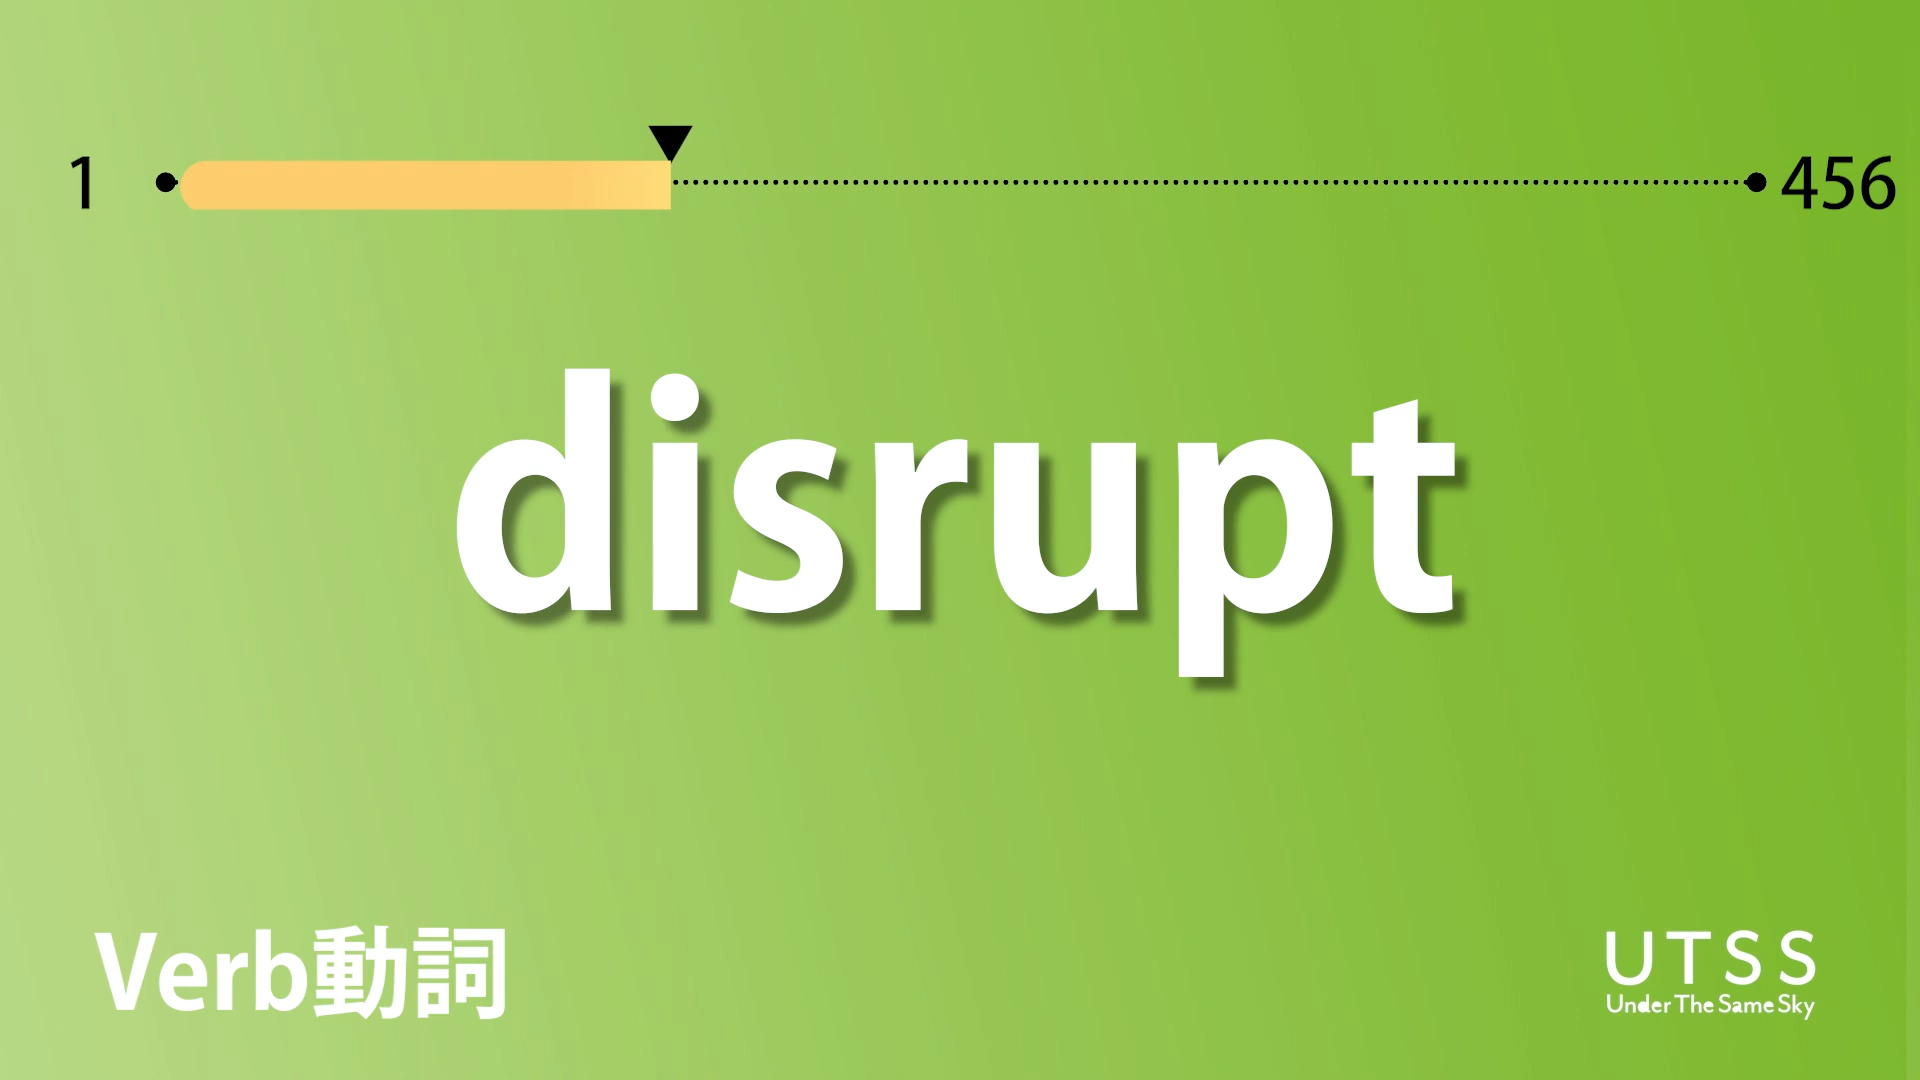 1
456
disrupt
Verb動詞
UTSS
Under The Same Sky